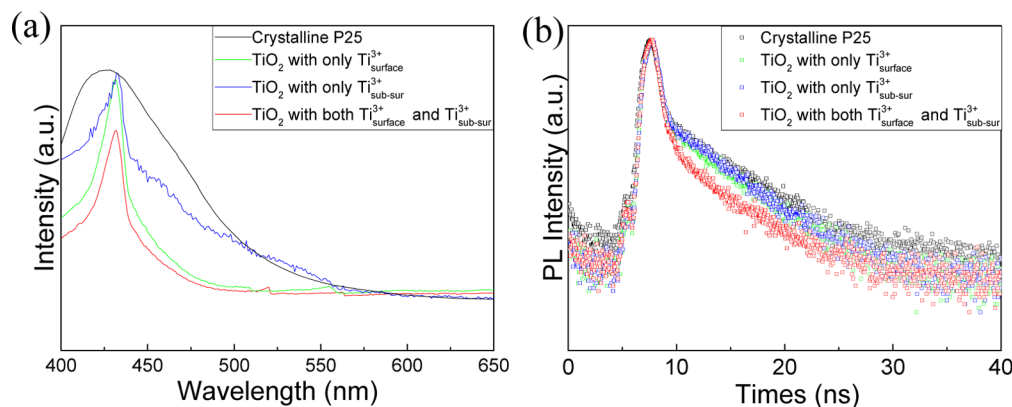 (a)
Crystalline P25
TiO₂ with only Ti³⁺surface
TiO₂ with only Ti³⁺sub-sur
TiO₂ with both Ti³⁺surface and Ti³⁺sub-sur
Intensity (a.u.)
400 450 500 550 600 650
Wavelength (nm)
(b)
Crystalline P25
TiO₂ with only Ti³⁺surface
TiO₂ with only Ti³⁺sub-sur
TiO₂ with both Ti³⁺surface and Ti³⁺sub-sur
PL Intensity (a.u.)
0 10 20 30 40
Times (ns)